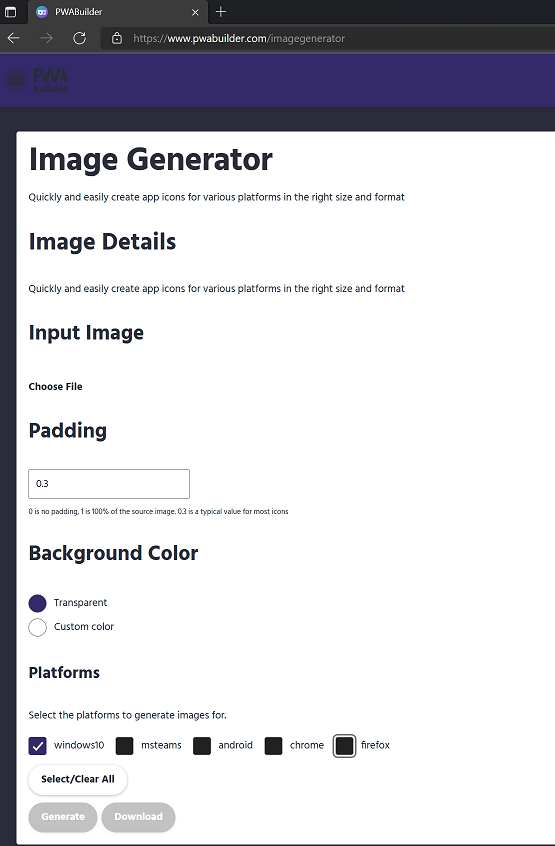 PWABuilder
https://www.pwabuilder.com/imagegenerator
PWA
Builder
Image Generator
Quickly and easily create app icons for various platforms in the right size and format
Image Details
Quickly and easily create app icons for various platforms in the right size and format
Input Image
Choose File
Padding
0.3
0 is no padding, 1 is 100% of the source image. 0.3 is a typical value for most icons
Background Color
Transparent
Custom color
Platforms
Select the platforms to generate images for.
windows10 msteams android chrome firefox
Select/Clear All
Generate Download